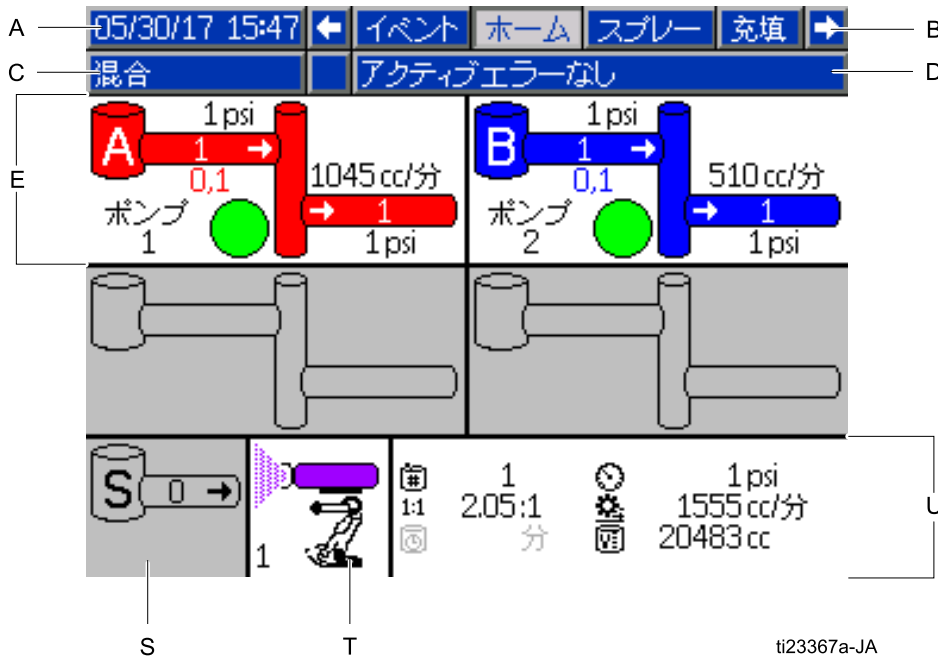 A
05/30/17 15:47
イベント
ホーム
スプレー
充填
B
C
混合
アクティブエラーなし
D
E
1 psi
A
1
0,1
1045 cc/分
ポンプ
1
1
1 psi
1 psi
B
1
0,1
510 cc/分
ポンプ
2
1
1 psi
S
0
1
#
1
1:1
2.05:1
分
1 psi
1555 cc/分
20483 cc
U
S
T
ti23367a-JA